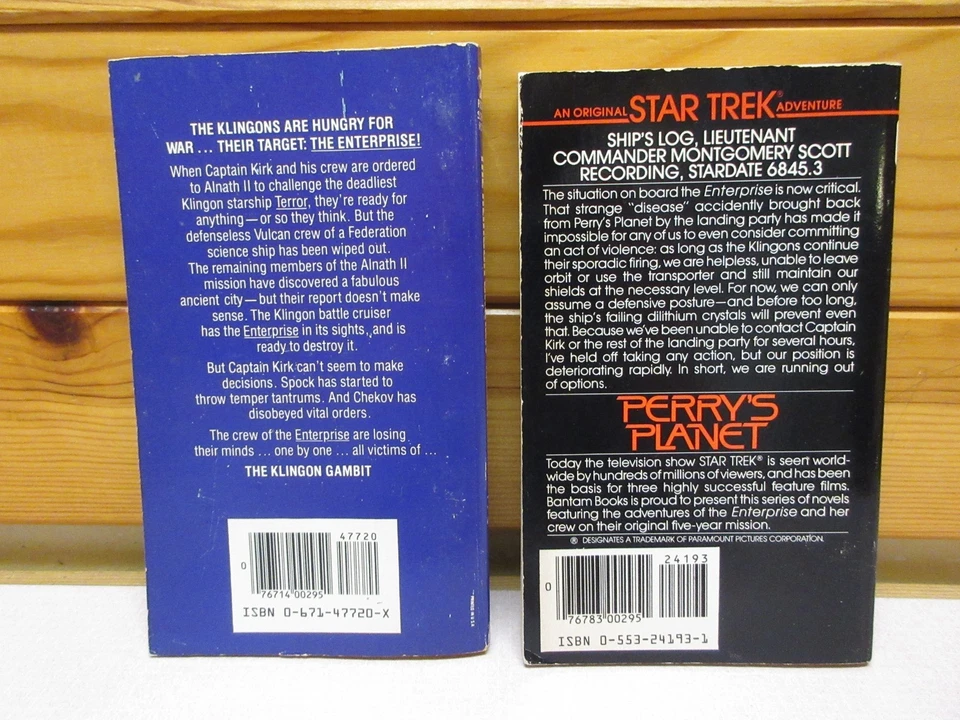 THE KLINGONS ARE HUNGRY FOR
WAR ... THEIR TARGET: THE ENTERPRISE!
When Captain Kirk and his crew are ordered
to Alnath II to challenge the deadliest
Klingon starship Terror, they're ready for
anything—or so they think. But the
defenseless Vulcan crew of a Federation
science ship has been wiped out.
The remaining members of the Alnath II
mission have discovered a fabulous
ancient city—but their report doesn't make
sense. The Klingon battle cruiser
has the Enterprise in its sights, and is
ready to destroy it.
But Captain Kirk can't seem to make
decisions. Spock has started to
throw temper tantrums. And Chekov has
disobeyed vital orders.
The crew of the Enterprise are losing
their minds ... one by one ... all victims of ...
THE KLINGON GAMBIT
47720
0
76714 00295
ISBN 0-671-47720-X
AN ORIGINAL STAR TREK® ADVENTURE
SHIP'S LOG, LIEUTENANT
COMMANDER MONTGOMERY SCOTT
RECORDING, STARDATE 6845.3
The situation on board the Enterprise is now critical.
That strange "disease" accidently brought back
from Perry's Planet by the landing party has made it
impossible for any of us to even consider committing
an act of violence: as long as the Klingons continue
their sporadic firing, we are helpless, unable to leave
orbit or use the transporter and still maintain our
shields at the necessary level. For now, we can only
assume a defensive posture—and before too long,
the ship's failing dilithium crystals will prevent even
that. Because we've been unable to contact Captain
Kirk or the rest of the landing party for several hours,
I've held off taking any action, but our position is
deteriorating rapidly. In short, we are running out
of options.
PERRY'S
PLANET
Today the television show STAR TREK® is seen world-
wide by hundreds of millions of viewers, and has been
the basis for three highly successful feature films.
Bantam Books is proud to present this series of novels
featuring the adventures of the Enterprise and her
crew on their original five-year mission.
® DESIGNATES A TRADEMARK OF PARAMOUNT PICTURES CORPORATION.
24193
0
76783 00295
ISBN 0-553-24193-1